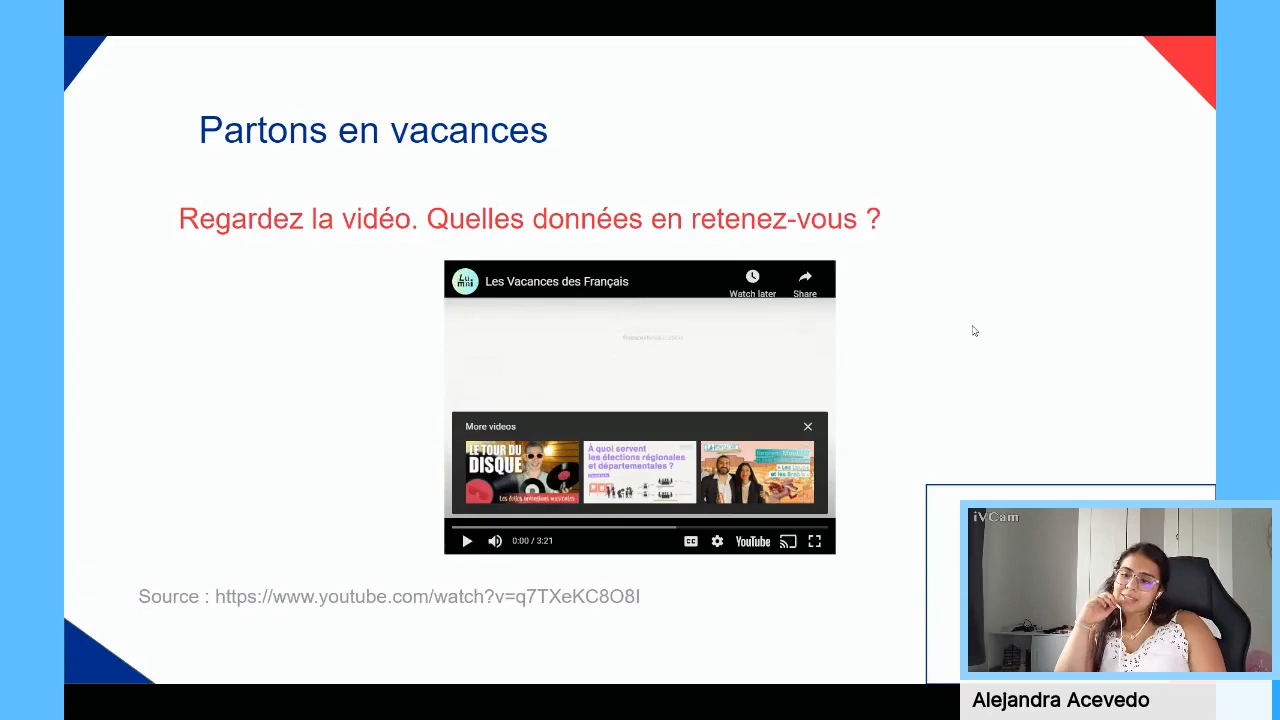 Partons en vacances
Regardez la vidéo. Quelles données en retenez-vous ?
Les Vacances des Français
Watch later
Share
More videos
LE TOUR DU
DISQUE
À quoi servent
les élections régionales
et départementales ?
CC
YouTube
0:00 / 3:21
Source : https://www.youtube.com/watch?v=q7TXeKC8O8I
iVCam
Alejandra Acevedo